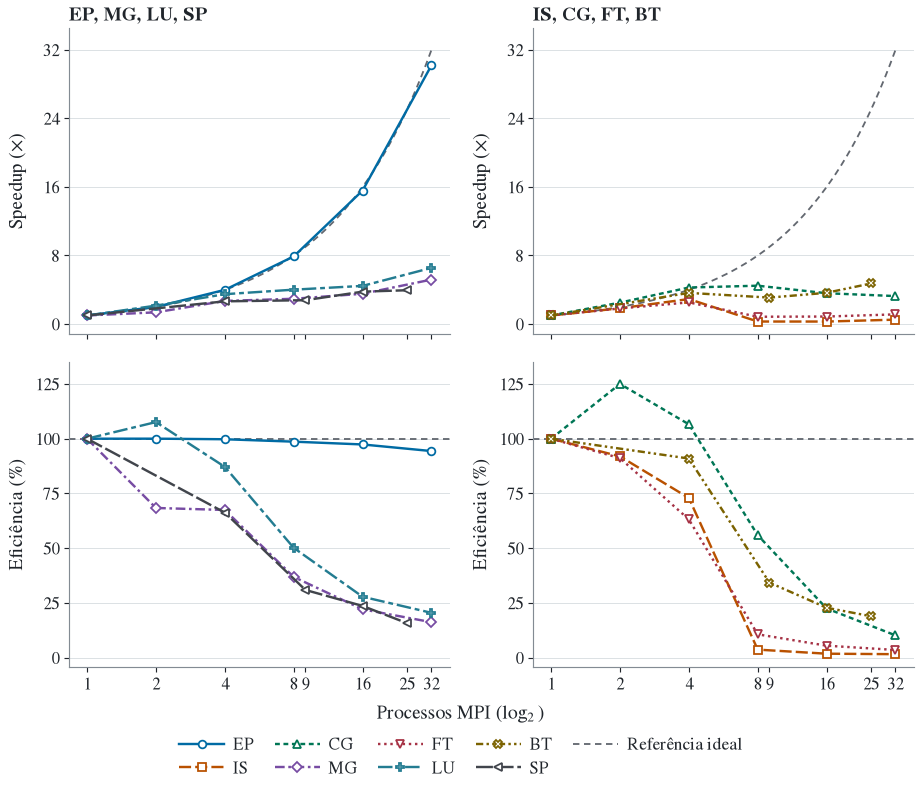 EP, MG, LU, SP
IS, CG, FT, BT
Speedup (×)
32
24
16
8
0
Speedup (×)
32
24
16
8
0
Eficiência (%)
125
100
75
50
25
0
1 2 4 8 9 16 25 32
Eficiência (%)
125
100
75
50
25
0
1 2 4 8 9 16 25 32
Processos MPI (log₂ )
EP CG FT BT Referência ideal
IS MG LU SP